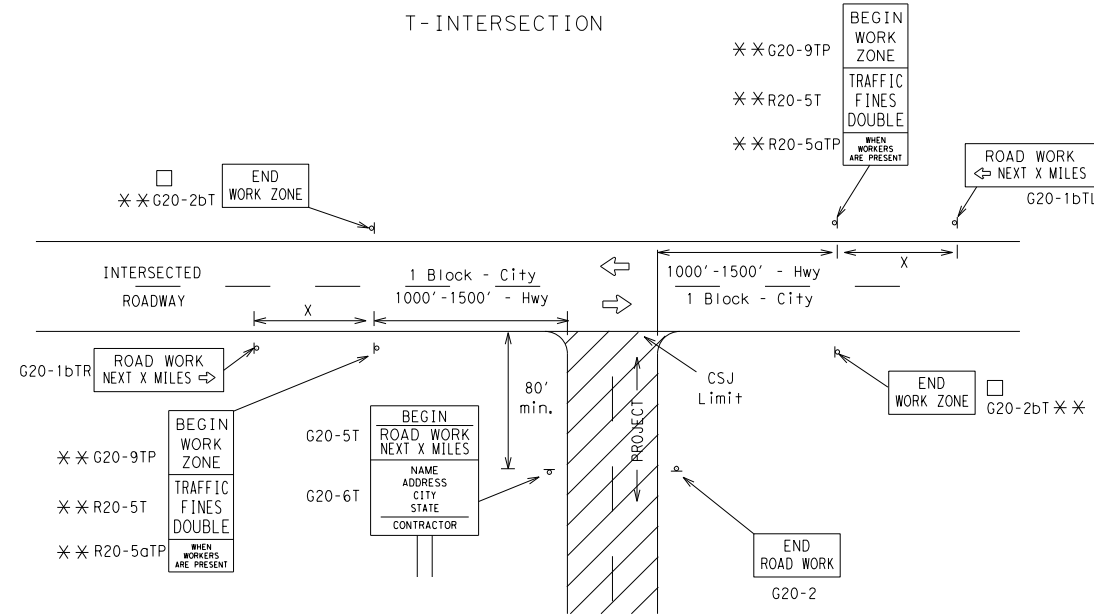 T-INTERSECTION
BEGIN
WORK
ZONE
TRAFFIC
FINES
DOUBLE
WHEN
WORKERS
ARE PRESENT
**G20-9TP
**R20-5T
**R20-5aTP
ROAD WORK
⇦ NEXT X MILES
G20-1bTL
□
**G20-2bT
END
WORK ZONE
INTERSECTED
ROADWAY
X
1 Block - City
1000'-1500' - Hwy
⇦
⇨
1000'-1500' - Hwy
1 Block - City
X
G20-1bTR
ROAD WORK
NEXT X MILES ⇨
80'
min.
CSJ
Limit
END
WORK ZONE
□
G20-2bT **
**G20-9TP
**R20-5T
**R20-5aTP
BEGIN
WORK
ZONE
TRAFFIC
FINES
DOUBLE
WHEN
WORKERS
ARE PRESENT
G20-5T
G20-6T
BEGIN
ROAD WORK
NEXT X MILES
NAME
ADDRESS
CITY
STATE
CONTRACTOR
PROJECT
END
ROAD WORK
G20-2